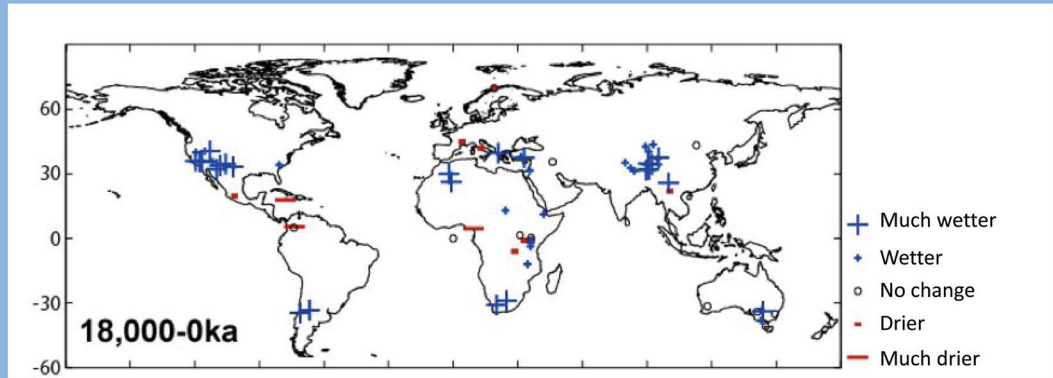 60
30
0
-30
-60
18,000-0ka
Much wetter
Wetter
No change
Drier
Much drier